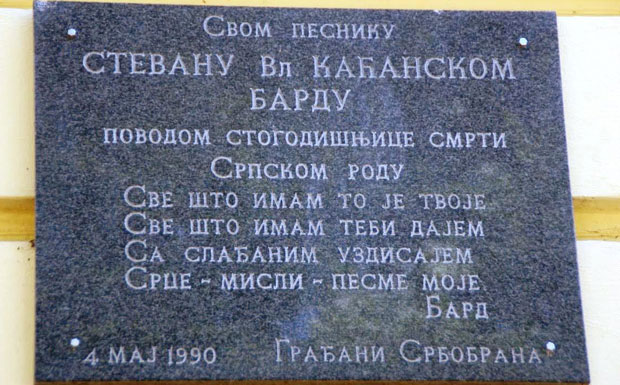 Свом песнику
Стевану Вл. Каћанском
Барду
поводом стогодишњице смрти
Српском роду
Све што имам то је твоје
Све што имам теби дајем
Са слађаним уздисајем
Срце - мисли - песме моје.
Бард
4 мај 1990 Грађани Србобрана